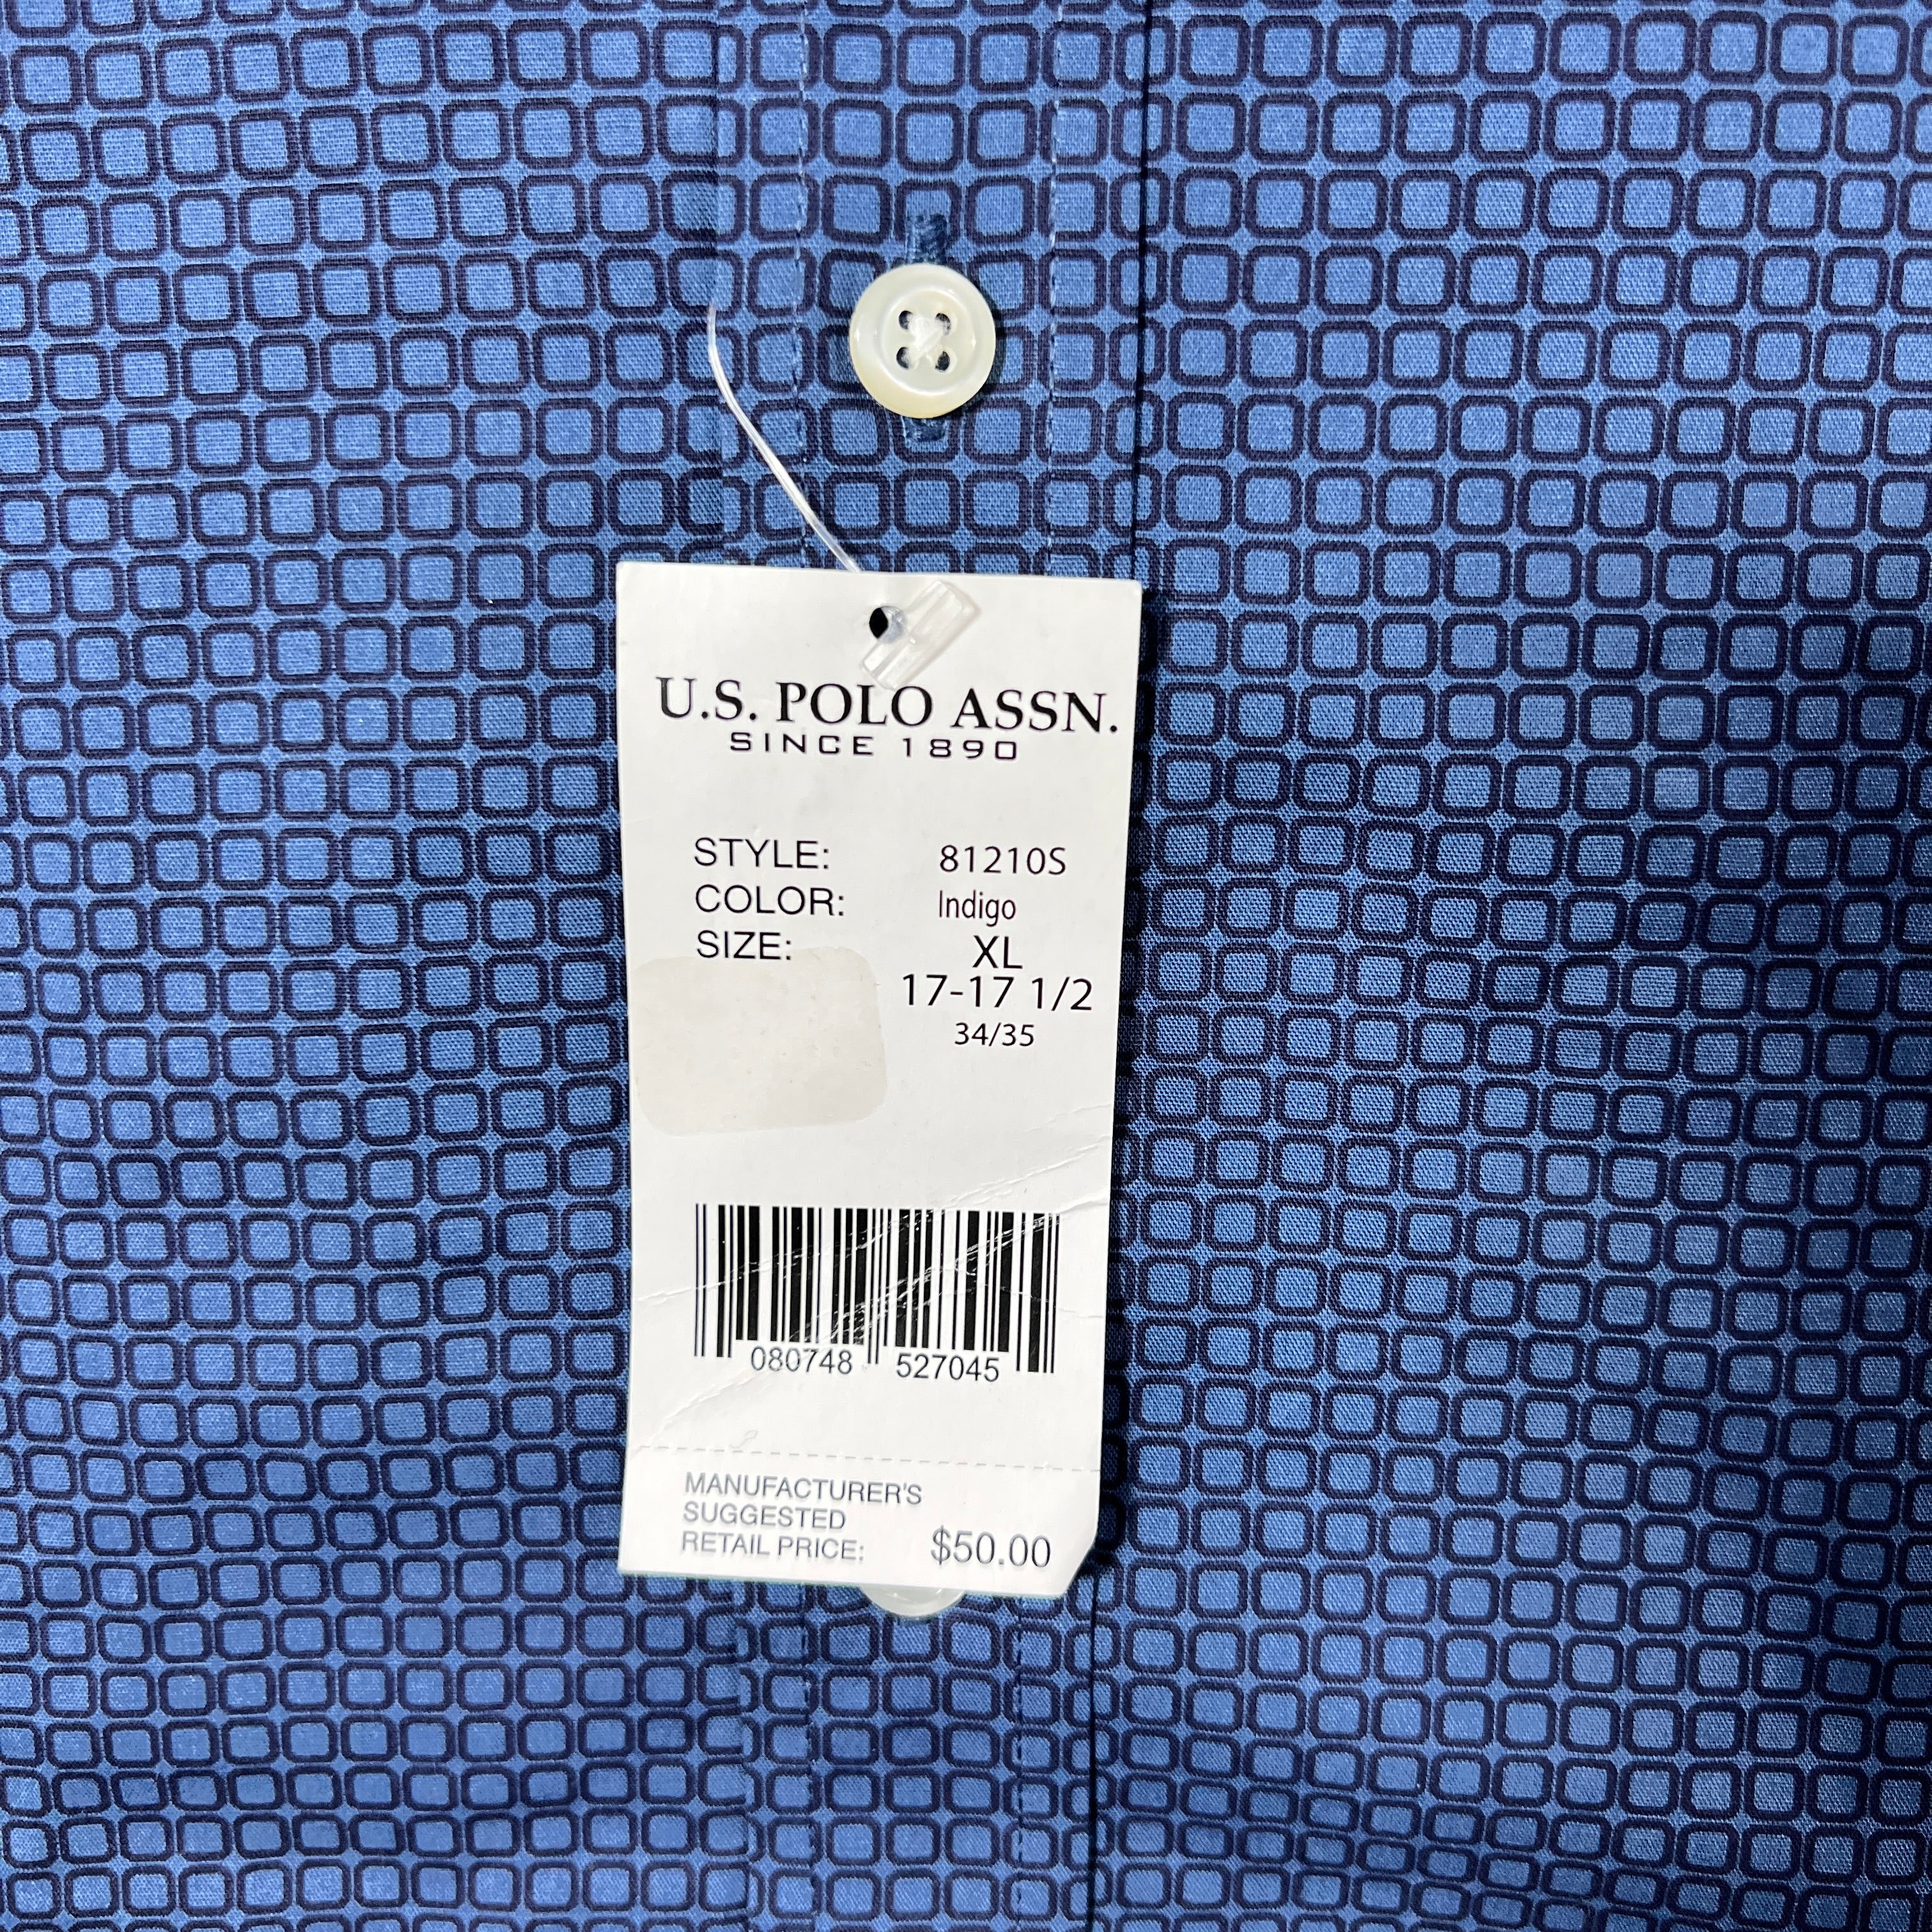 U.S. POLO ASSN.
SINCE 1890
STYLE: 81210S
COLOR: Indigo
SIZE: XL
17-17 1/2
34/35
080748 527045
MANUFACTURER'S
SUGGESTED
RETAIL PRICE: $50.00